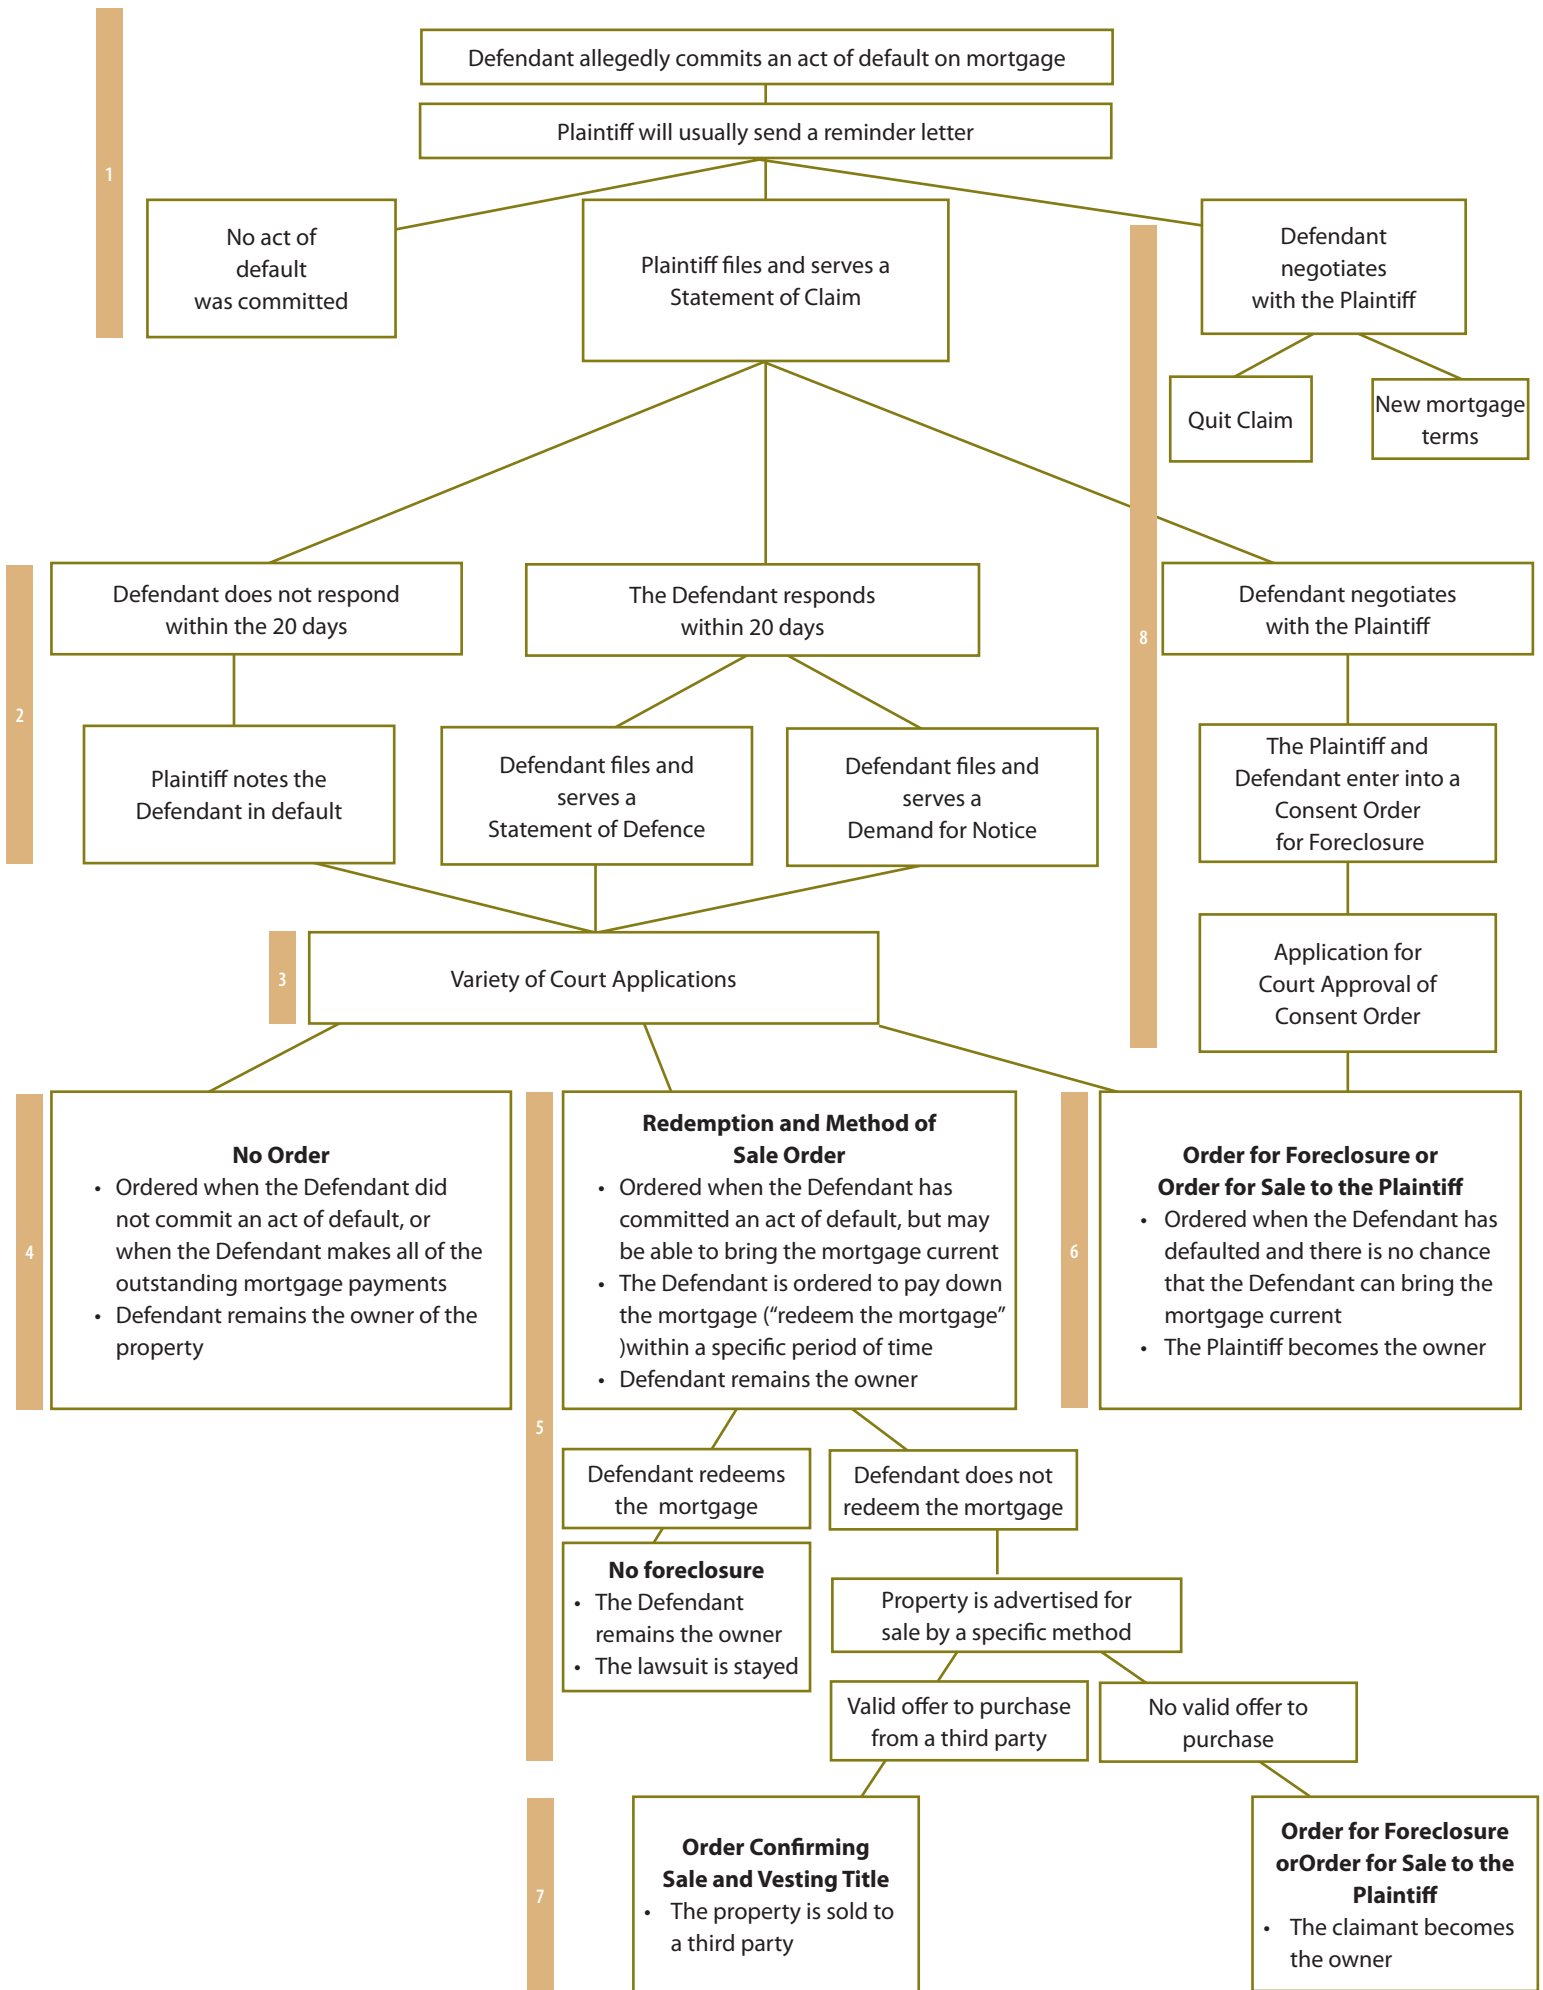 Defendant allegedly commits an act of default on mortgage
Plaintiff will usually send a reminder letter
1
No act of
default
was committed
Plaintiff files and serves a
Statement of Claim
Defendant
negotiates
with the Plaintiff
Quit Claim
New mortgage
terms
2
Defendant does not respond
within the 20 days
The Defendant responds
within 20 days
8
Defendant negotiates
with the Plaintiff
Plaintiff notes the
Defendant in default
Defendant files and
serves a
Statement of Defence
Defendant files and
serves a
Demand for Notice
The Plaintiff and
Defendant enter into a
Consent Order
for Foreclosure
3
Variety of Court Applications
Application for
Court Approval of
Consent Order
4
No Order
• Ordered when the Defendant did
not commit an act of default, or
when the Defendant makes all of the
outstanding mortgage payments
• Defendant remains the owner of the
property
5
Redemption and Method of
Sale Order
• Ordered when the Defendant has
committed an act of default, but may
be able to bring the mortgage current
• The Defendant is ordered to pay down
the mortgage (“redeem the mortgage”
)within a specific period of time
• Defendant remains the owner
6
Order for Foreclosure or
Order for Sale to the Plaintiff
• Ordered when the Defendant has
defaulted and there is no chance
that the Defendant can bring the
mortgage current
• The Plaintiff becomes the owner
Defendant redeems
the mortgage
Defendant does not
redeem the mortgage
No foreclosure
• The Defendant
remains the owner
• The lawsuit is stayed
Property is advertised for
sale by a specific method
Valid offer to purchase
from a third party
No valid offer to
purchase
7
Order Confirming
Sale and Vesting Title
• The property is sold to
a third party
Order for Foreclosure
orOrder for Sale to the
Plaintiff
• The claimant becomes
the owner